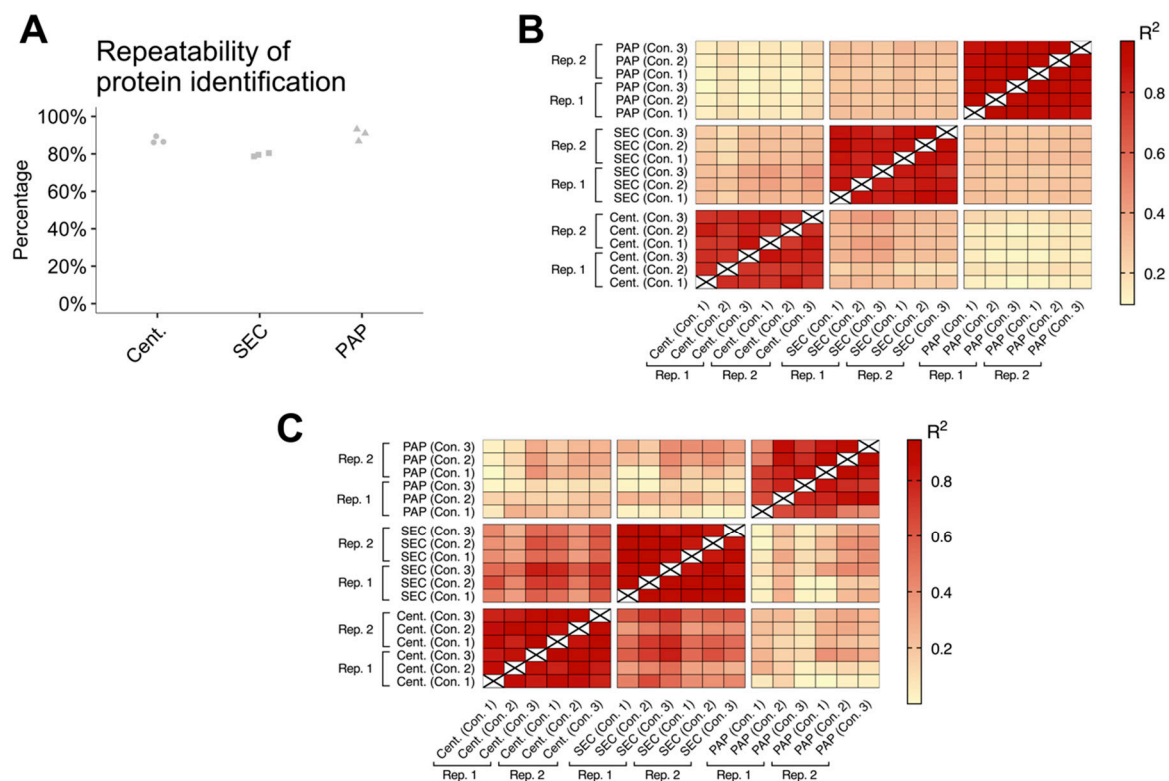 A
Repeatability of
protein identification
100%
80%
60%
40%
20%
0%
Percentage
Cent.
SEC
PAP
B
Rep. 2
Rep. 1
PAP (Con. 3)
PAP (Con. 2)
PAP (Con. 1)
PAP (Con. 3)
PAP (Con. 2)
PAP (Con. 1)
Rep. 2
Rep. 1
SEC (Con. 3)
SEC (Con. 2)
SEC (Con. 1)
SEC (Con. 3)
SEC (Con. 2)
SEC (Con. 1)
Rep. 2
Rep. 1
Cent. (Con. 3)
Cent. (Con. 2)
Cent. (Con. 1)
Cent. (Con. 3)
Cent. (Con. 2)
Cent. (Con. 1)
Cent. (Con. 1)
Cent. (Con. 2)
Cent. (Con. 3)
Cent. (Con. 1)
Cent. (Con. 2)
Cent. (Con. 3)
SEC (Con. 1)
SEC (Con. 2)
SEC (Con. 3)
SEC (Con. 1)
SEC (Con. 2)
SEC (Con. 3)
PAP (Con. 1)
PAP (Con. 2)
PAP (Con. 3)
PAP (Con. 1)
PAP (Con. 2)
PAP (Con. 3)
Rep. 1
Rep. 2
Rep. 1
Rep. 2
Rep. 1
Rep. 2
R²
0.8
0.6
0.4
0.2
C
Rep. 2
Rep. 1
PAP (Con. 3)
PAP (Con. 2)
PAP (Con. 1)
PAP (Con. 3)
PAP (Con. 2)
PAP (Con. 1)
Rep. 2
Rep. 1
SEC (Con. 3)
SEC (Con. 2)
SEC (Con. 1)
SEC (Con. 3)
SEC (Con. 2)
SEC (Con. 1)
Rep. 2
Rep. 1
Cent. (Con. 3)
Cent. (Con. 2)
Cent. (Con. 1)
Cent. (Con. 3)
Cent. (Con. 2)
Cent. (Con. 1)
Cent. (Con. 1)
Cent. (Con. 2)
Cent. (Con. 3)
Cent. (Con. 1)
Cent. (Con. 2)
Cent. (Con. 3)
SEC (Con. 1)
SEC (Con. 2)
SEC (Con. 3)
SEC (Con. 1)
SEC (Con. 2)
SEC (Con. 3)
PAP (Con. 1)
PAP (Con. 2)
PAP (Con. 3)
PAP (Con. 1)
PAP (Con. 2)
PAP (Con. 3)
Rep. 1
Rep. 2
Rep. 1
Rep. 2
Rep. 1
Rep. 2
R²
0.8
0.6
0.4
0.2